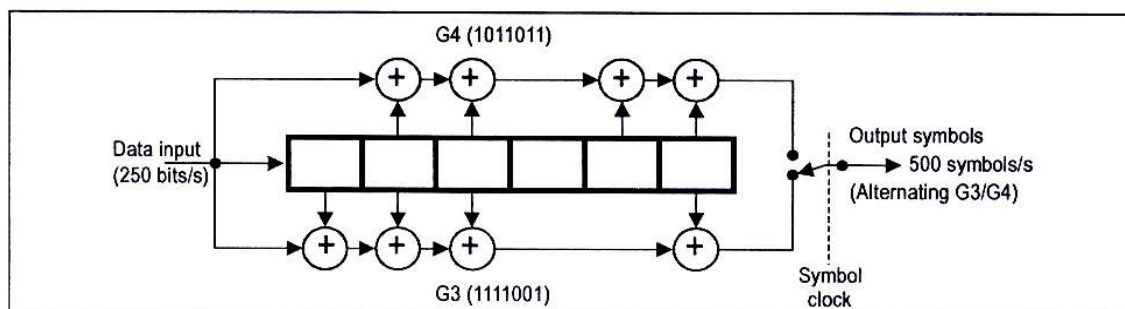 G4 (1011011)
Data input
(250 bits/s)
Output symbols
500 symbols/s
(Alternating G3/G4)
G3 (1111001)
Symbol
clock